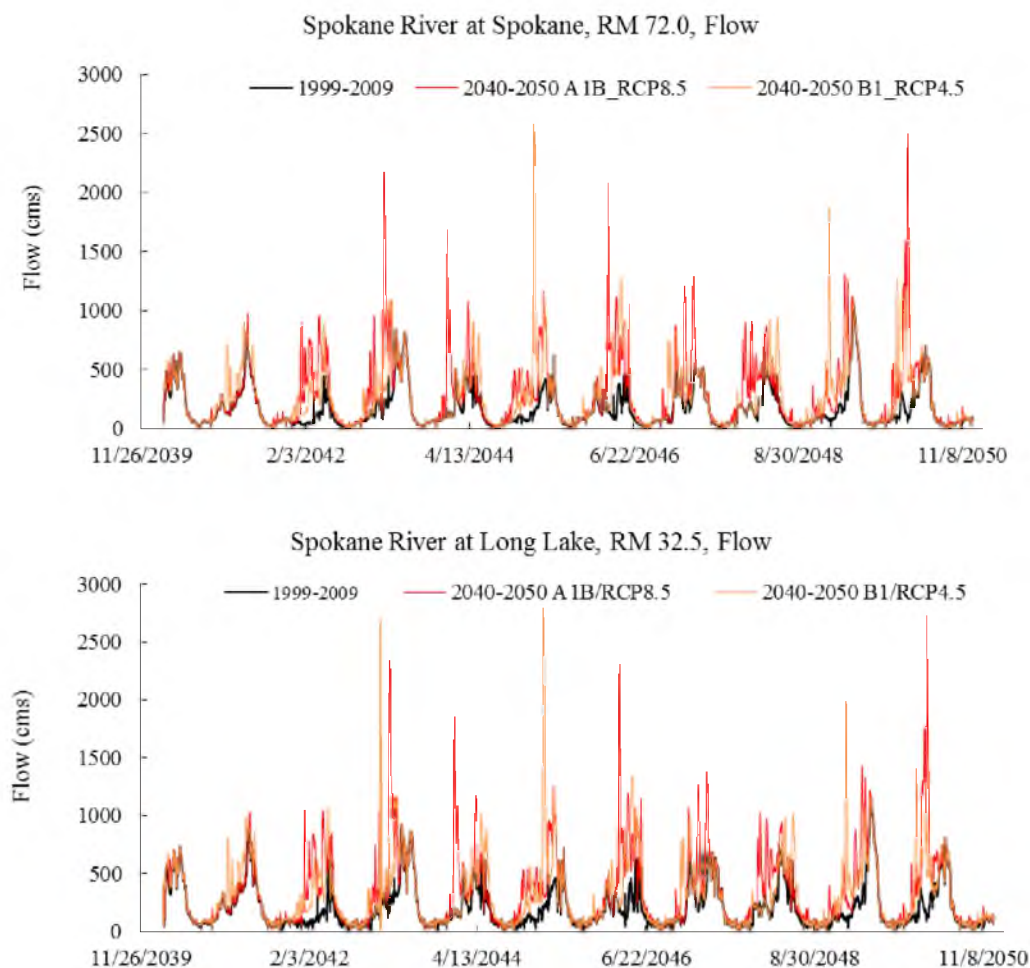 Spokane River at Spokane, RM 72.0, Flow
3000
1999-2009 2040-2050 A1B_RCP8.5 2040-2050 B1_RCP4.5
2500
2000
Flow (cms)
1500
1000
500
0
11/26/2039 2/3/2042 4/13/2044 6/22/2046 8/30/2048 11/8/2050
Spokane River at Long Lake, RM 32.5, Flow
3000
1999-2009 2040-2050 A1B/RCP8.5 2040-2050 B1/RCP4.5
2500
2000
Flow (cms)
1500
1000
500
0
11/26/2039 2/3/2042 4/13/2044 6/22/2046 8/30/2048 11/8/2050